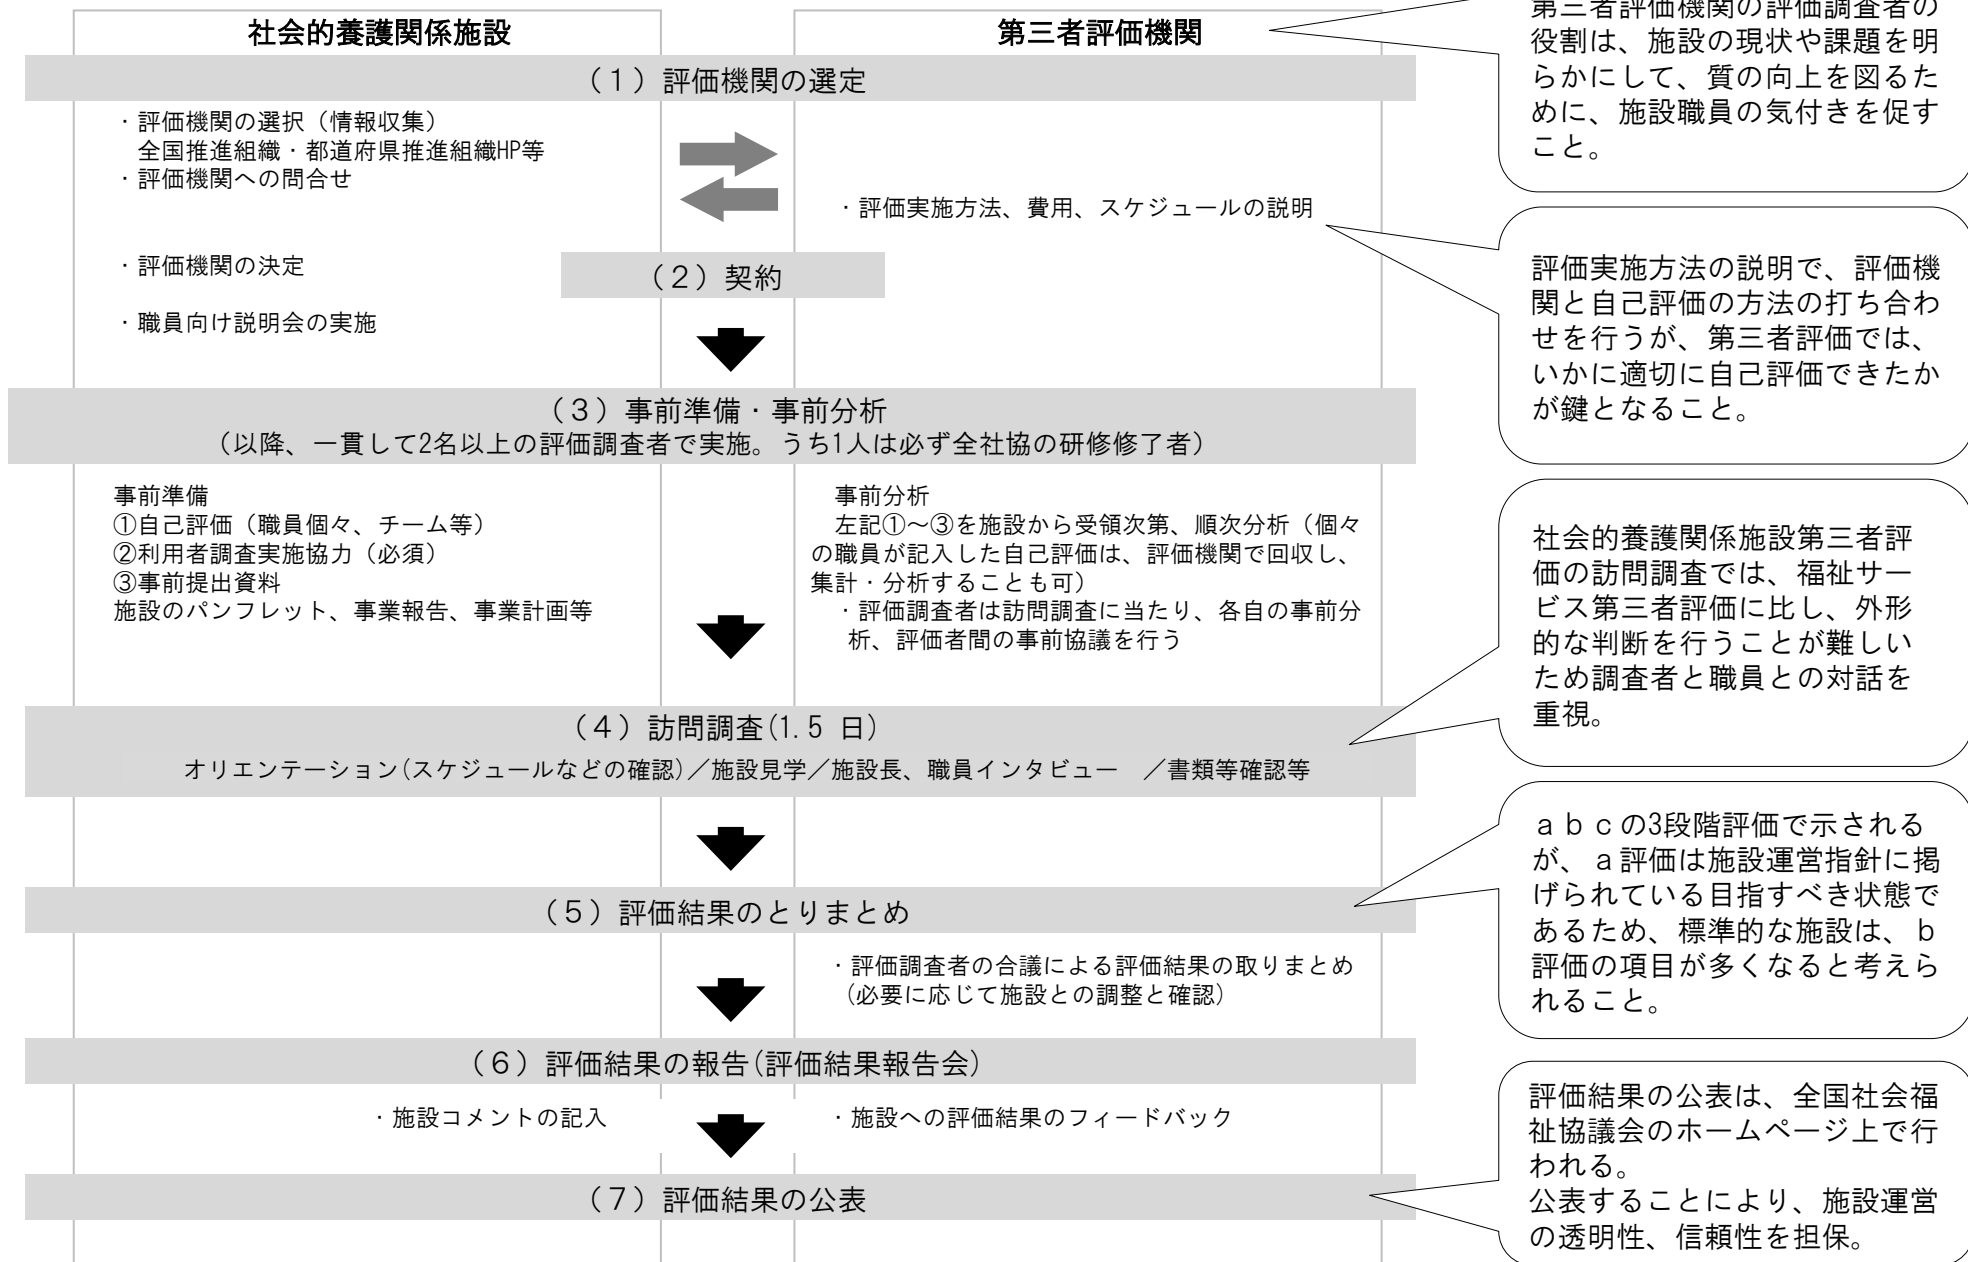 社会的養護関係施設
第三者評価機関
（１）評価機関の選定
・評価機関の選択（情報収集）
全国推進組織・都道府県推進組織HP等
・評価機関への問合せ
・評価実施方法、費用、スケジュールの説明
・評価機関の決定
（２）契約
・職員向け説明会の実施
（３）事前準備・事前分析
（以降、一貫して2名以上の評価調査者で実施。うち1人は必ず全社協の研修修了者）
事前準備
①自己評価（職員個々、チーム等）
②利用者調査実施協力（必須）
③事前提出資料
施設のパンフレット、事業報告、事業計画等
事前分析
左記①～③を施設から受領次第、順次分析（個々
の職員が記入した自己評価は、評価機関で回収し、
集計・分析することも可）
・評価調査者は訪問調査に当たり、各自の事前分
析、評価者間の事前協議を行う
（４）訪問調査(1.5 日)
オリエンテーション(スケジュールなどの確認)／施設見学／施設長、職員インタビュー　／書類等確認等
（５）評価結果のとりまとめ
・評価調査者の合議による評価結果の取りまとめ
(必要に応じて施設との調整と確認)
（６）評価結果の報告(評価結果報告会)
・施設コメントの記入
・施設への評価結果のフィードバック
（７）評価結果の公表
第三者評価機関の評価調査者の
役割は、施設の現状や課題を明
らかにして、質の向上を図るた
めに、施設職員の気付きを促す
こと。
評価実施方法の説明で、評価機
関と自己評価の方法の打ち合わ
せを行うが、第三者評価では、
いかに適切に自己評価できたか
が鍵となること。
社会的養護関係施設第三者評
価の訪問調査では、福祉サー
ビス第三者評価に比し、外形
的な判断を行うことが難しい
ため調査者と職員との対話を
重視。
ａｂｃの3段階評価で示される
が、ａ評価は施設運営指針に掲
げられている目指すべき状態で
あるため、標準的な施設は、ｂ
評価の項目が多くなると考えら
れること。
評価結果の公表は、全国社会福
祉協議会のホームページ上で行
われる。
公表することにより、施設運営
の透明性、信頼性を担保。